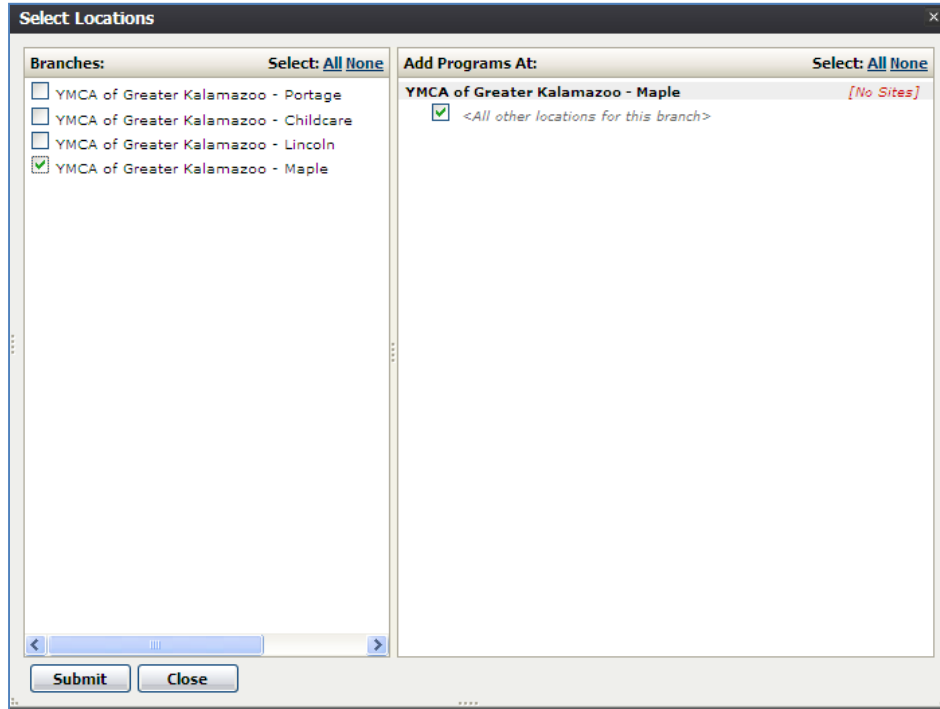 Select Locations
Branches: Select: All None
YMCA of Greater Kalamazoo - Portage
YMCA of Greater Kalamazoo - Childcare
YMCA of Greater Kalamazoo - Lincoln
YMCA of Greater Kalamazoo - Maple
Add Programs At: Select: All None
YMCA of Greater Kalamazoo - Maple [No Sites]
<All other locations for this branch>
Submit Close